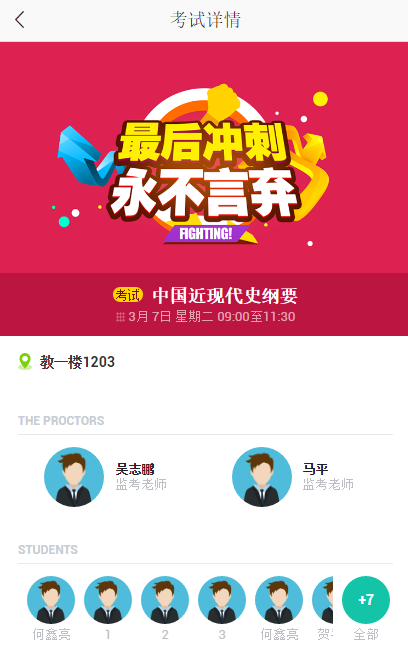 考试详情
最后冲刺
永不言弃
FIGHTING!
考试 中国近现代史纲要
3月7日 星期二 09:00至11:30
教一楼1203
THE PROCTORS
吴志鹏
监考老师
马平
监考老师
STUDENTS
+7
何鑫亮 1 2 3 何鑫亮 贺 全部